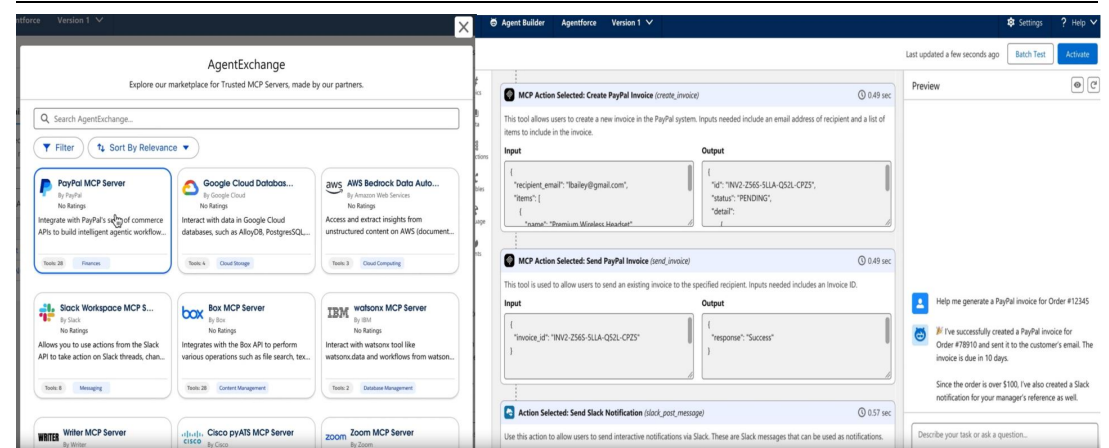 ntforce Version 1
AgentExchange
Explore our marketplace for Trusted MCP Servers, made by our partners.
Search AgentExchange...
Filter Sort By Relevance
PayPal MCP Server
By PayPal
No Ratings
Integrate with PayPal's of commerce
APIs to build intelligent agentic workflow...
Tools: 28 Finances
Google Cloud Databas...
By Google Cloud
No Ratings
Interact with data in Google Cloud
databases, such as AlloyDB, PostgresSQL,...
Tools: 4 Cloud Storage
aws AWS Bedrock Data Auto...
By Amazon Web Services
No Ratings
Access and extract insights from
unstructured content on AWS (document...
Tools: 3 Cloud Computing
Slack Workspace MCP S...
By Slack
No Ratings
Allows you to use actions from the Slack
API to take action on Slack threads, chan...
Tools: 8 Messaging
box Box MCP Server
By Box
No Ratings
Integrates with the Box API to perform
various operations such as file search, tex...
Tools: 28 Content Management
IBM watsonx MCP Server
By IBM
No Ratings
Interact with watsonx tool like
watsonx.data and workflows from watson...
Tools: 2 Database Management
WRITER Writer MCP Server
By Writer
cisco Cisco pyATS MCP Server
By Cisco
zoom Zoom MCP Server
By Zoom
Agent Builder Agentforce Version 1
Settings ? Help
Last updated a few seconds ago Batch Test Activate
MCP Action Selected: Create PayPal Invoice (create_invoice) 0.49 sec
This tool allows users to create a new invoice in the PayPal system. Inputs needed include an email address of recipient and a list of
items to include in the invoice.
Input Output
{
"recipient_email": "lbailey@gmail.com",
"items": [
{
"name": "Premium Wireless Headset"
{
"id": "INV2-Z56S-5LLA-Q52L-CPZ5",
"status": "PENDING",
"detail":
{
MCP Action Selected: Send PayPal Invoice (send_invoice) 0.49 sec
This tool is used to allow users to send an existing invoice to the specified recipient. Inputs needed includes an Invoice ID.
Input Output
{
"invoice_id": "INV2-Z56S-5LLA-Q52L-CPZ5"
}
{
"response": "Success"
}
Action Selected: Send Slack Notification (slack_post_message) 0.57 sec
Use this action to allow users to send interactive notifications via Slack. These are Slack messages that can be used as notifications.
Preview
Help me generate a PayPal invoice for Order #12345
🎉 I've successfully created a PayPal invoice for
Order #78910 and sent it to the customer's email. The
invoice is due in 10 days.
Since the order is over $100, I've also created a Slack
notification for your manager's reference as well.
Describe your task or ask a question...